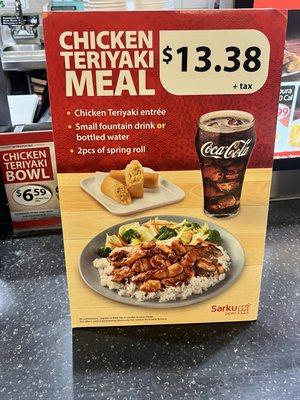 CHICKEN
TERIYAKI
MEAL
$13.38
+ tax
• Chicken Teriyaki entrée
• Small fountain drink or
bottled water
• 2pcs of spring roll
Coca-Cola
CHICKEN
TERIYAKI
BOWL
$6.59
Sarku
JAPAN